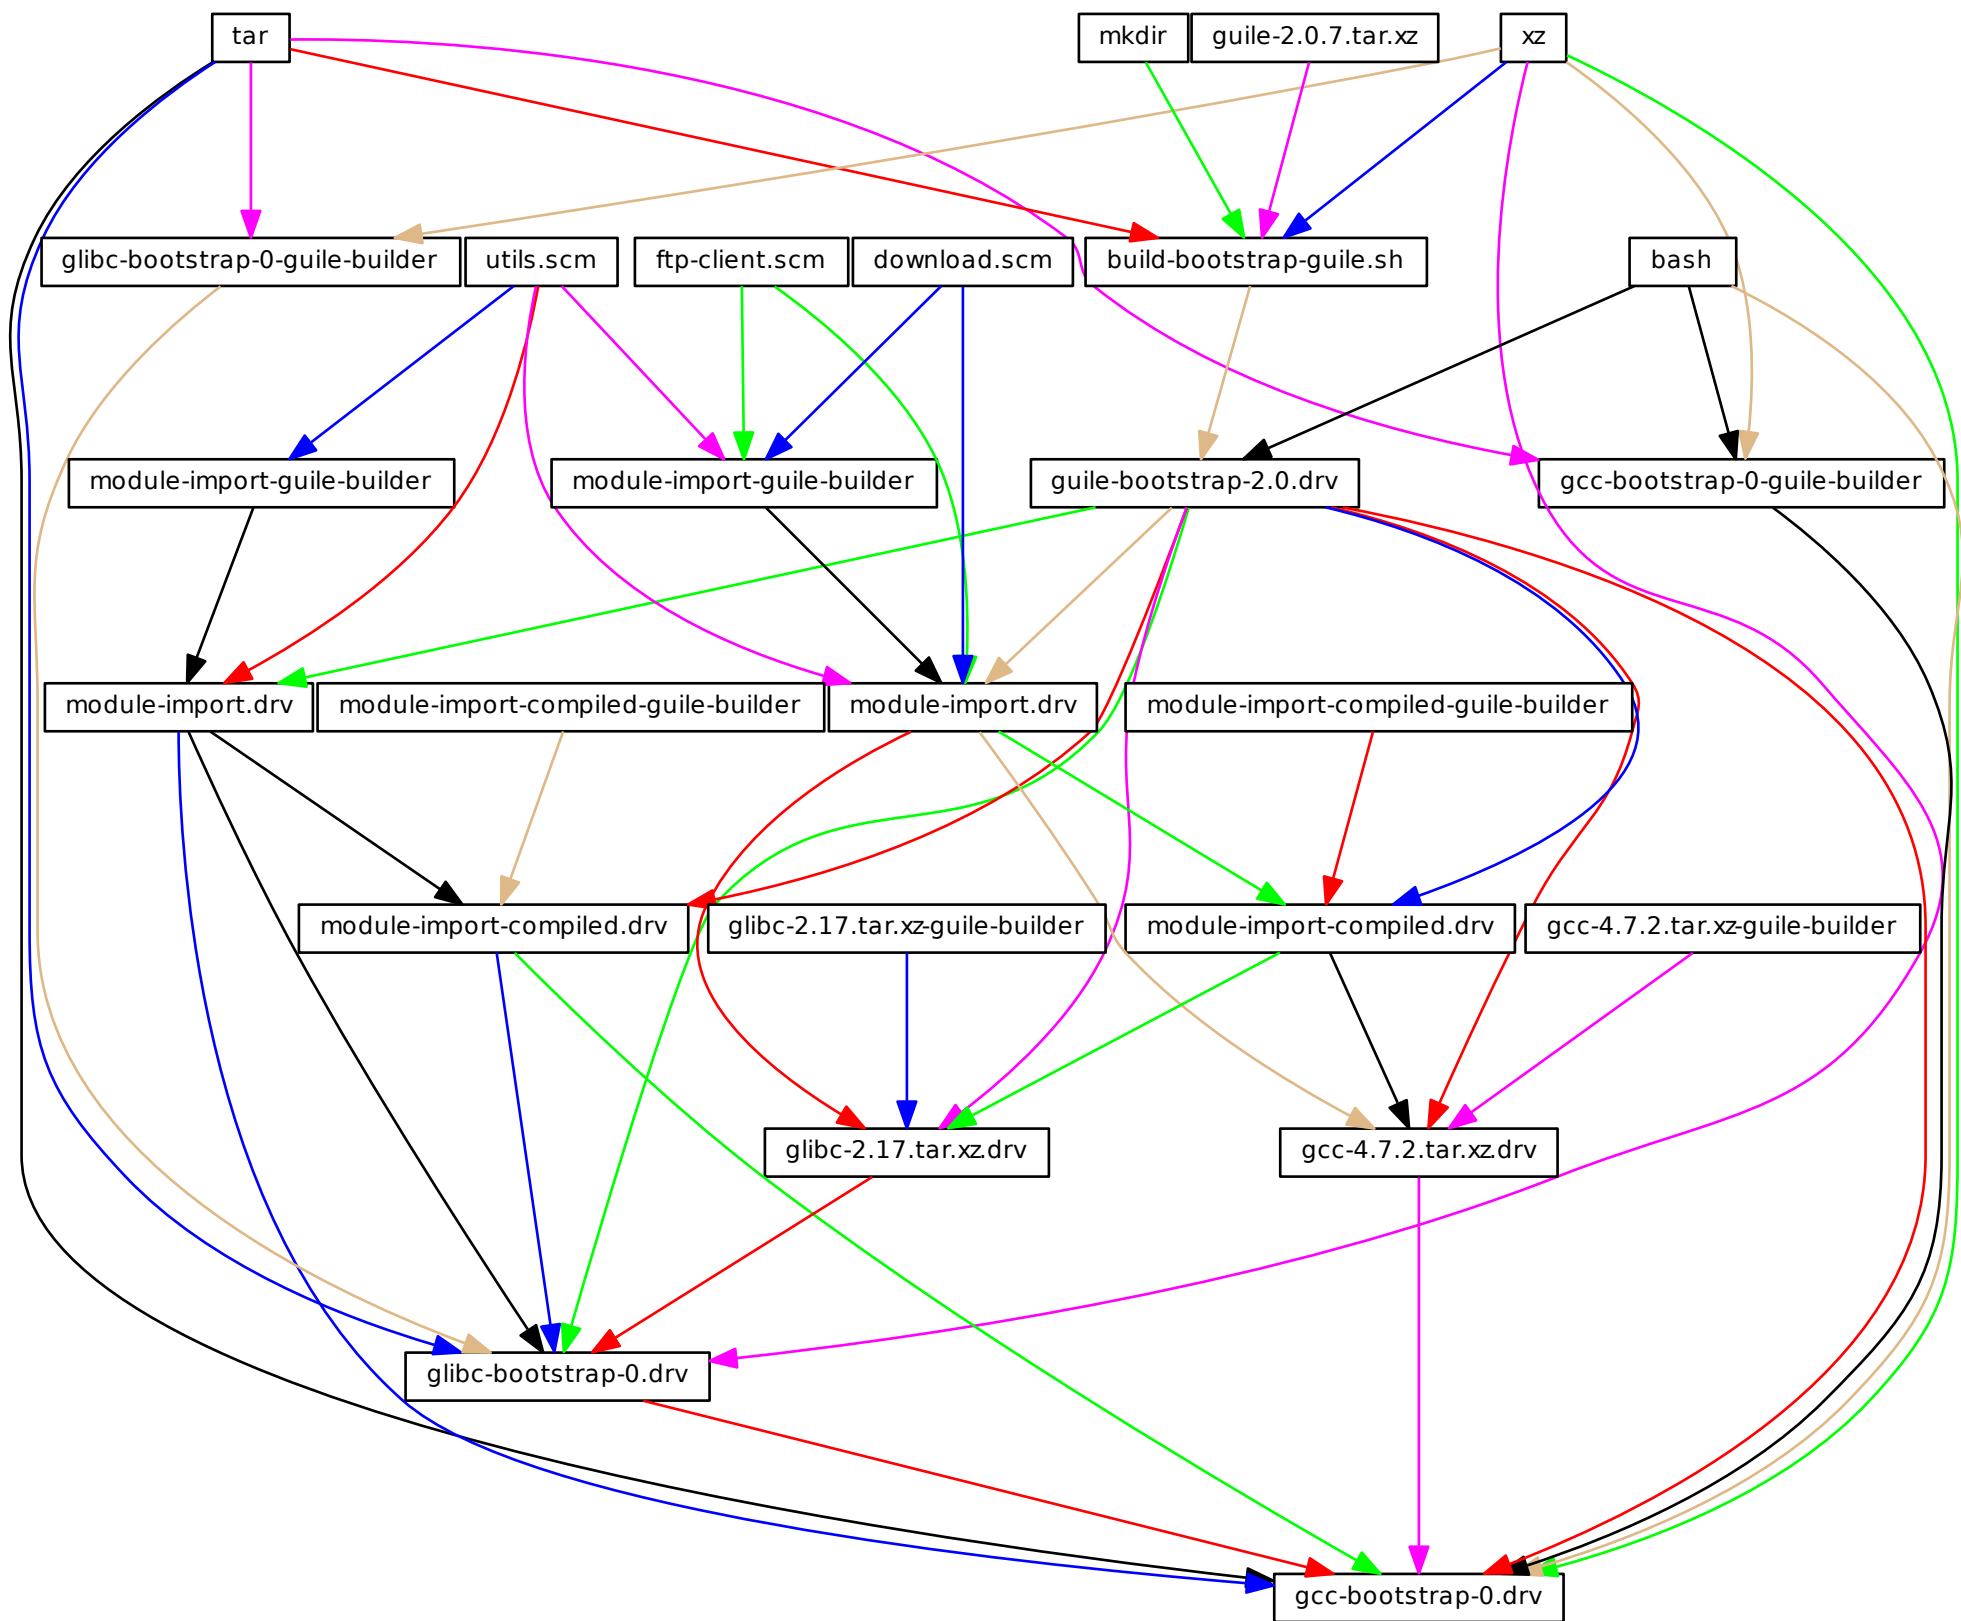 tar
mkdir
guile-2.0.7.tar.xz
xz
glibc-bootstrap-0-guile-builder
utils.scm
ftp-client.scm
download.scm
build-bootstrap-guile.sh
bash
module-import-guile-builder
module-import-guile-builder
guile-bootstrap-2.0.drv
gcc-bootstrap-0-guile-builder
module-import.drv
module-import-compiled-guile-builder
module-import.drv
module-import-compiled-guile-builder
module-import-compiled.drv
glibc-2.17.tar.xz-guile-builder
module-import-compiled.drv
gcc-4.7.2.tar.xz-guile-builder
glibc-2.17.tar.xz.drv
gcc-4.7.2.tar.xz.drv
glibc-bootstrap-0.drv
gcc-bootstrap-0.drv